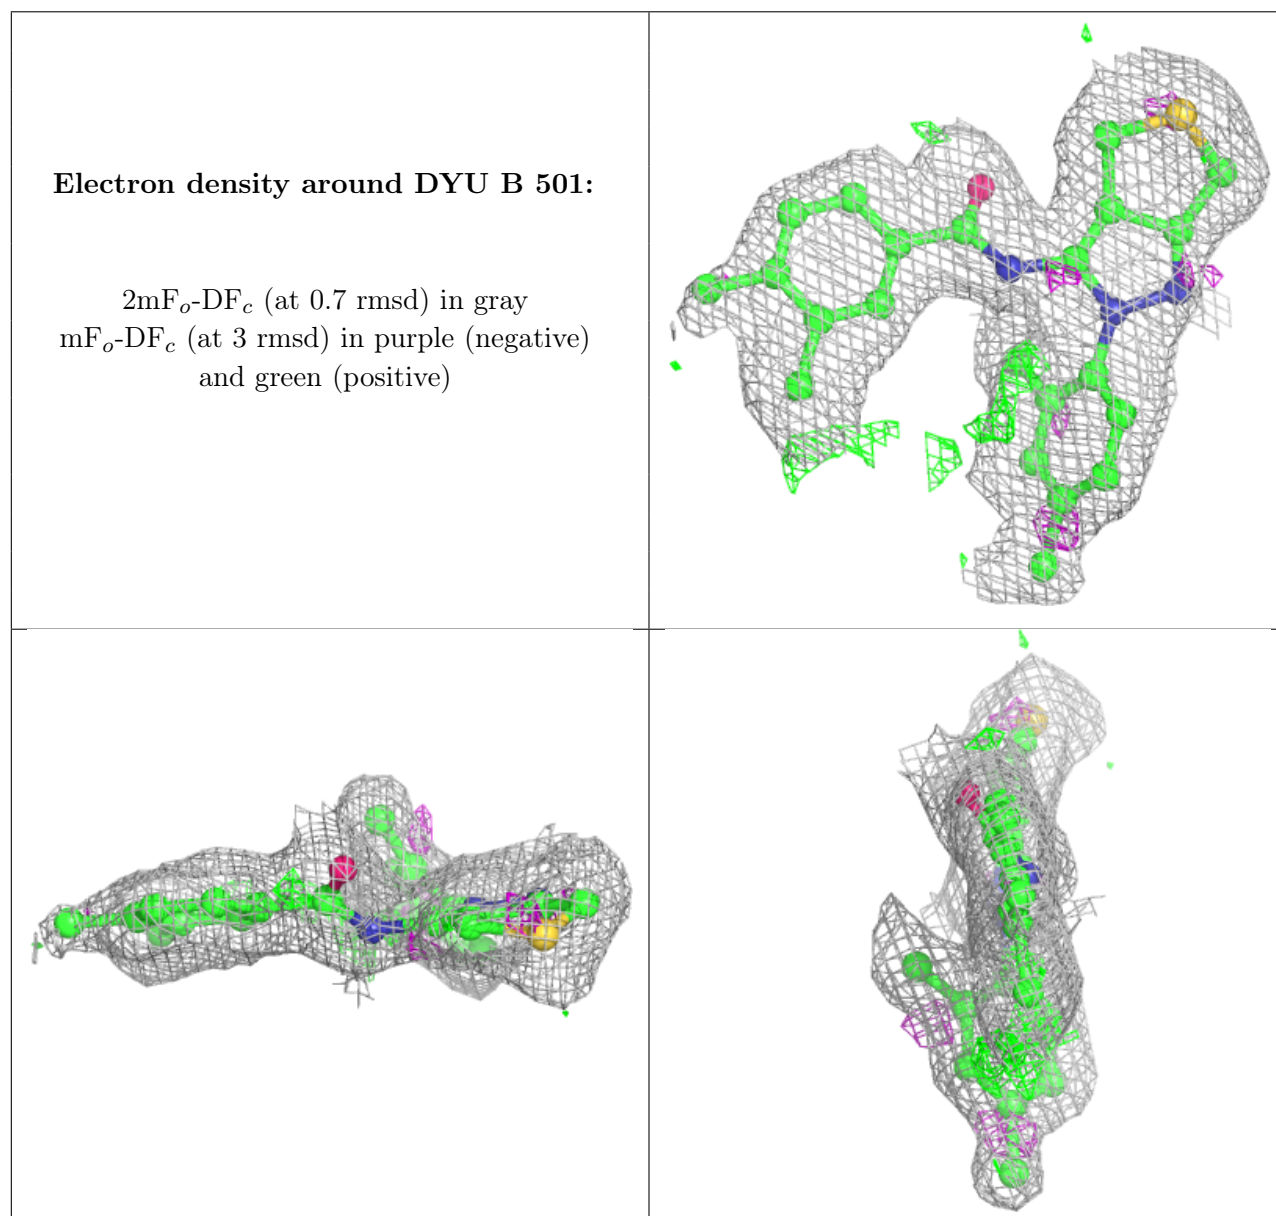 Electron density around DYU B 501:
2mFₒ-DF𝒸 (at 0.7 rmsd) in gray
mFₒ-DF𝒸 (at 3 rmsd) in purple (negative)
and green (positive)